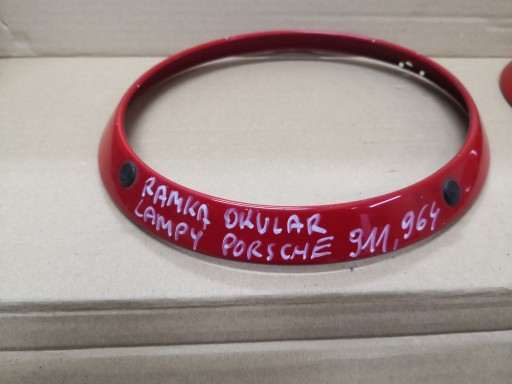 RAMKA OKULAR
LAMPY PORSCHE 911, 964